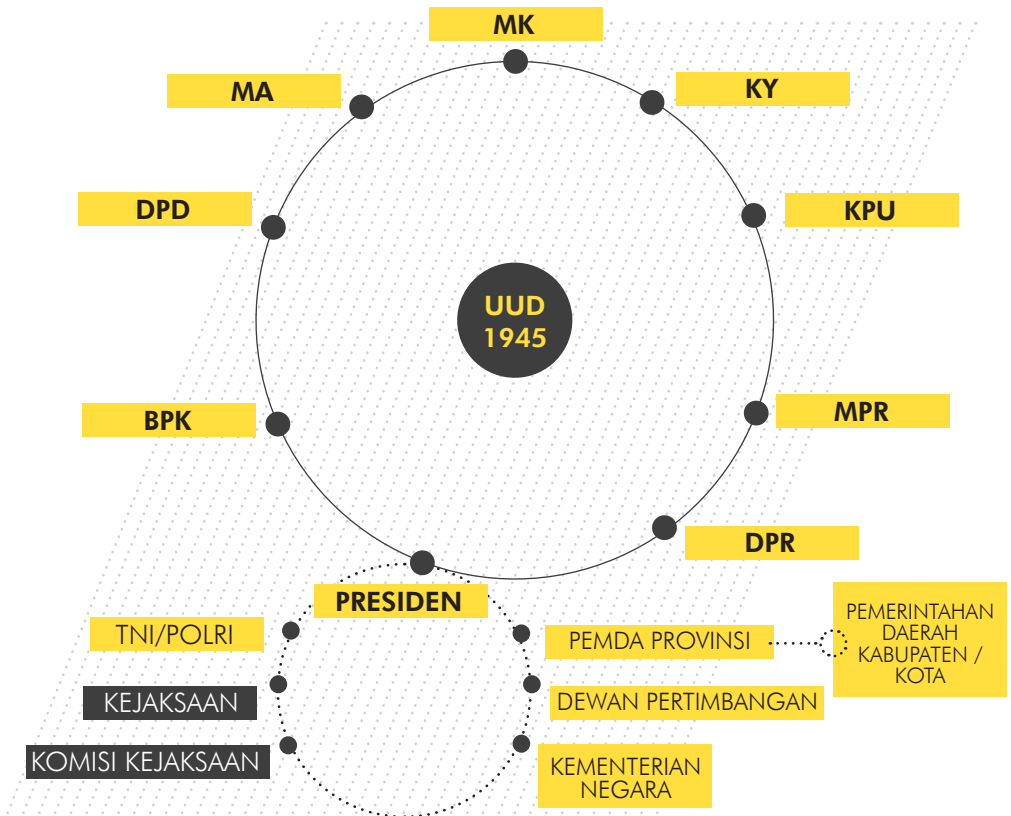 MK
MA
KY
DPD
KPU
UUD
1945
BPK
MPR
DPR
PRESIDEN
TNI/POLRI
PEMDA PROVINSI
PEMERINTAHAN
DAERAH
KABUPATEN /
KOTA
KEJAKSAAN
DEWAN PERTIMBANGAN
KOMISI KEJAKSAAN
KEMENTERIAN
NEGARA